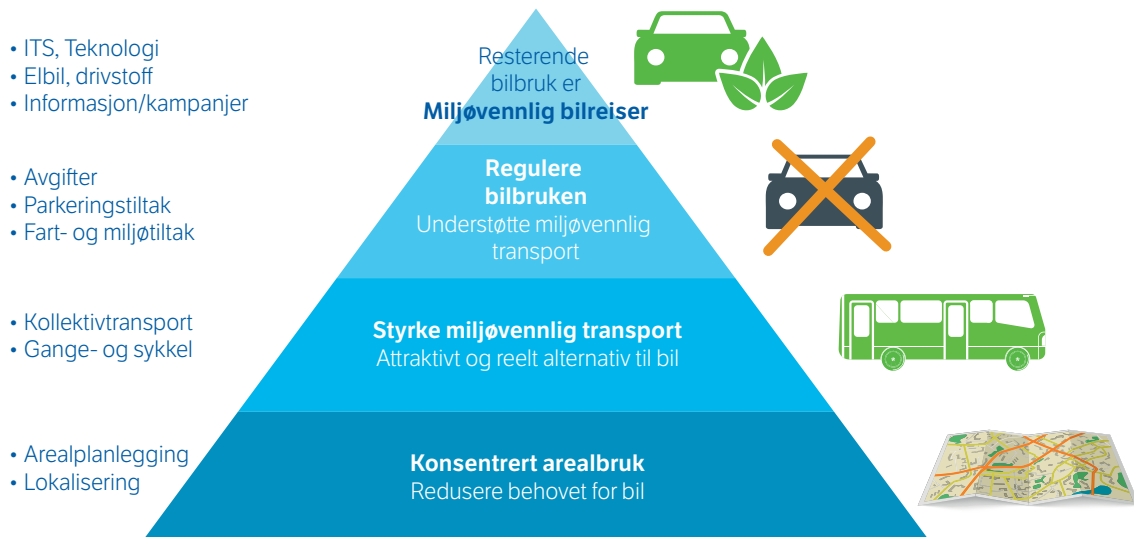 • ITS, Teknologi
• Elbil, drivstoff
• Informasjon/kampanjer
Resterende
bilbruk er
Miljøvennlig bilreiser
• Avgifter
• Parkeringstiltak
• Fart- og miljøtiltak
Regulere
bilbruken
Understøtte miljøvennlig
transport
• Kollektivtransport
• Gange- og sykkel
Styrke miljøvennlig transport
Attraktivt og reelt alternativ til bil
• Arealplanlegging
• Lokalisering
Konsentrert arealbruk
Redusere behovet for bil